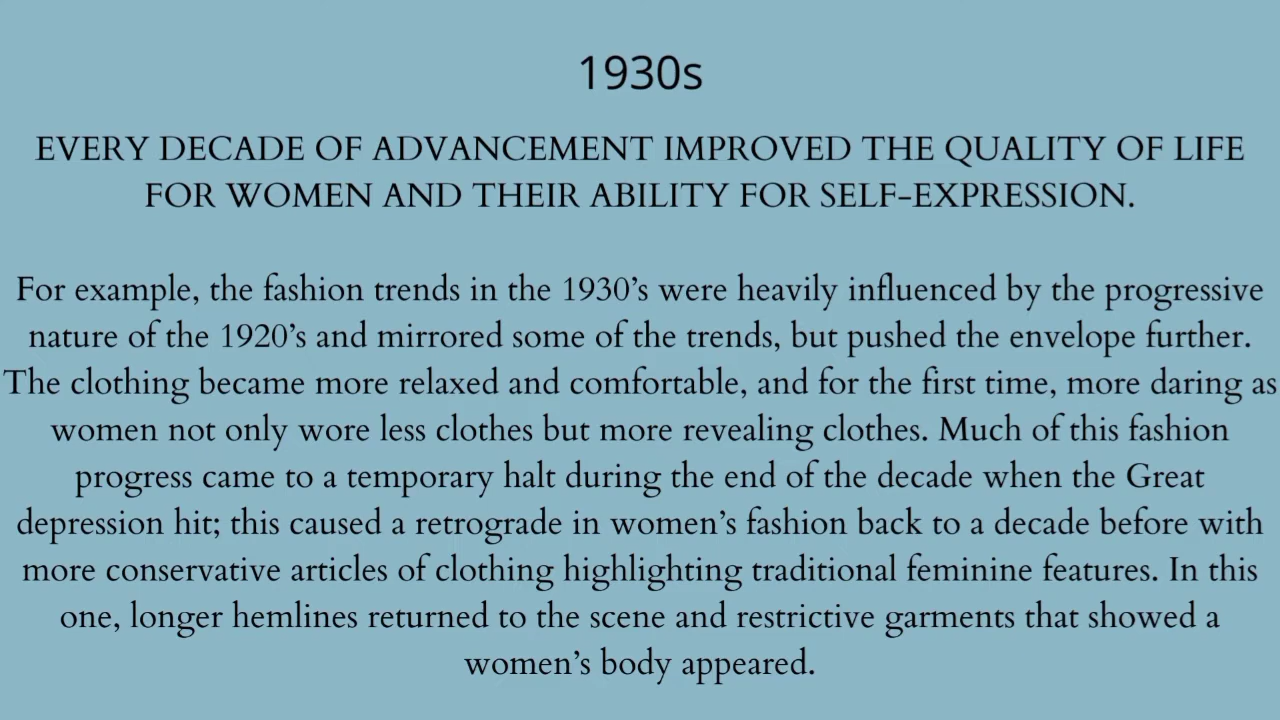 1930s
EVERY DECADE OF ADVANCEMENT IMPROVED THE QUALITY OF LIFE
FOR WOMEN AND THEIR ABILITY FOR SELF-EXPRESSION.
For example, the fashion trends in the 1930’s were heavily influenced by the progressive
nature of the 1920’s and mirrored some of the trends, but pushed the envelope further.
The clothing became more relaxed and comfortable, and for the first time, more daring as
women not only wore less clothes but more revealing clothes. Much of this fashion
progress came to a temporary halt during the end of the decade when the Great
depression hit; this caused a retrograde in women’s fashion back to a decade before with
more conservative articles of clothing highlighting traditional feminine features. In this
one, longer hemlines returned to the scene and restrictive garments that showed a
women’s body appeared.